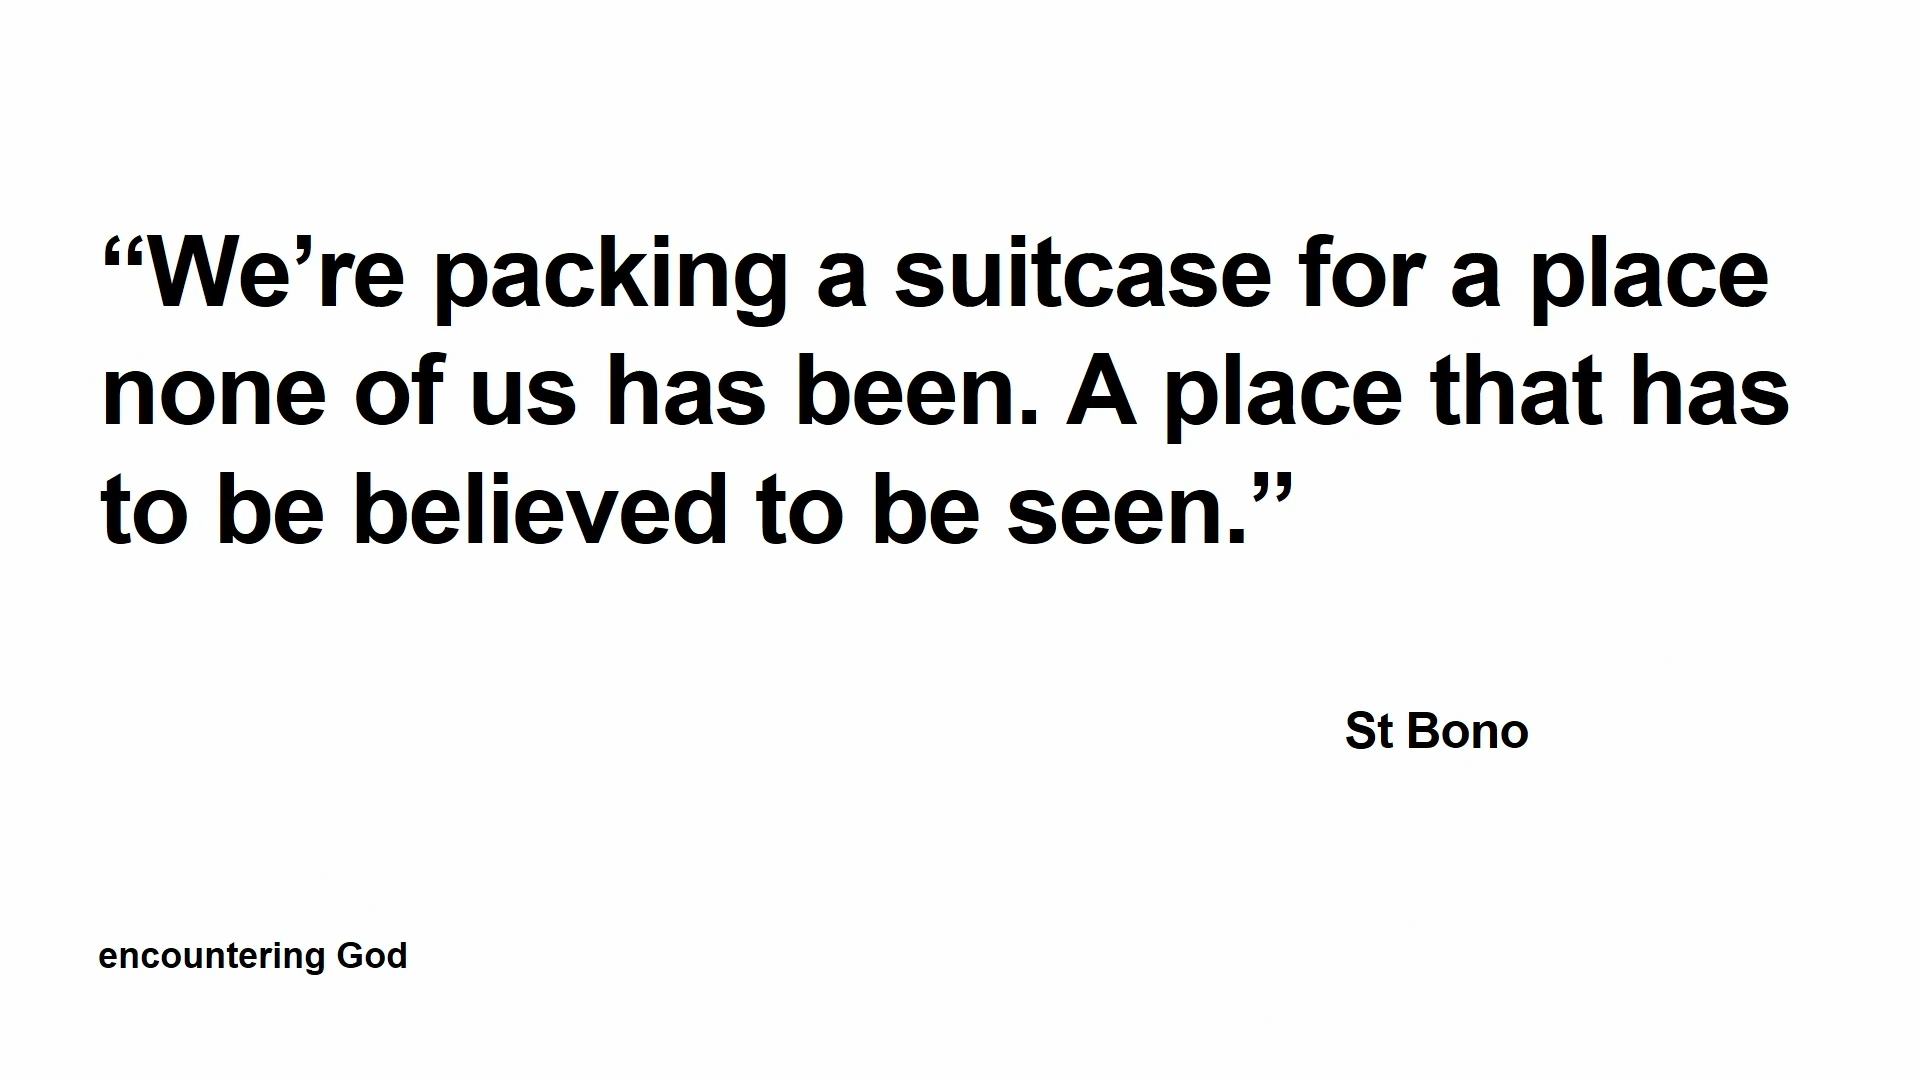 “We’re packing a suitcase for a place
none of us has been. A place that has
to be believed to be seen.”
St Bono
encountering God